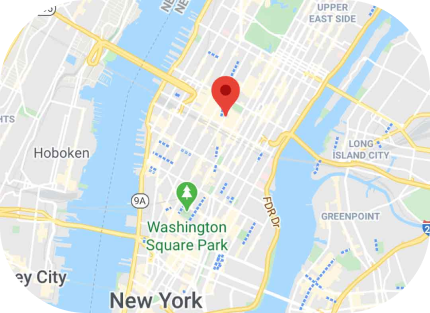 UPPER
EAST SIDE
Hoboken
LONG
ISLAND CITY
9A
FDR Dr
GREENPOINT
Washington
Square Park
ey City
New York